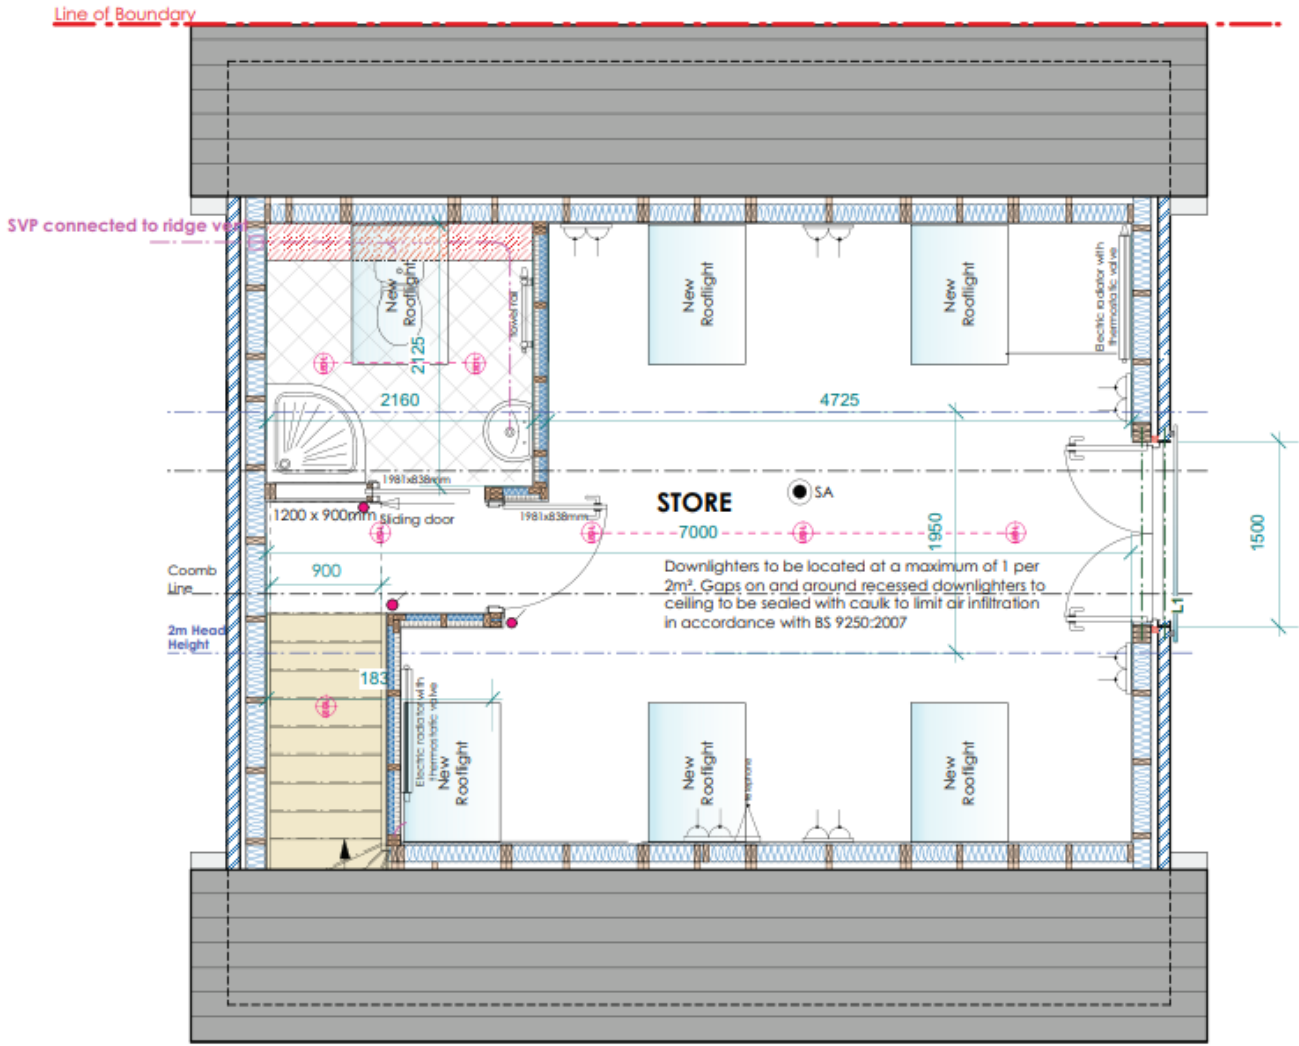 Line of Boundary
SVP connected to ridge vent
New
Rooflight
2125
towel rail
New
Rooflight
New
Rooflight
Electric radiator with
thermostatic valve
2160
4725
1981x838mm
1200 x 900mm
Sliding door
1981x838mm
STORE
SA
7000
1950
1500
Downlighters to be located at a maximum of 1 per
2m². Gaps on and around recessed downlighters to
ceiling to be sealed with caulk to limit air infiltration
in accordance with BS 9250:2007
Coomb
Line
900
2m Head
Height
L1
183
Electric radiator with
thermostatic valve
New
Rooflight
New
Rooflight
telephone
New
Rooflight